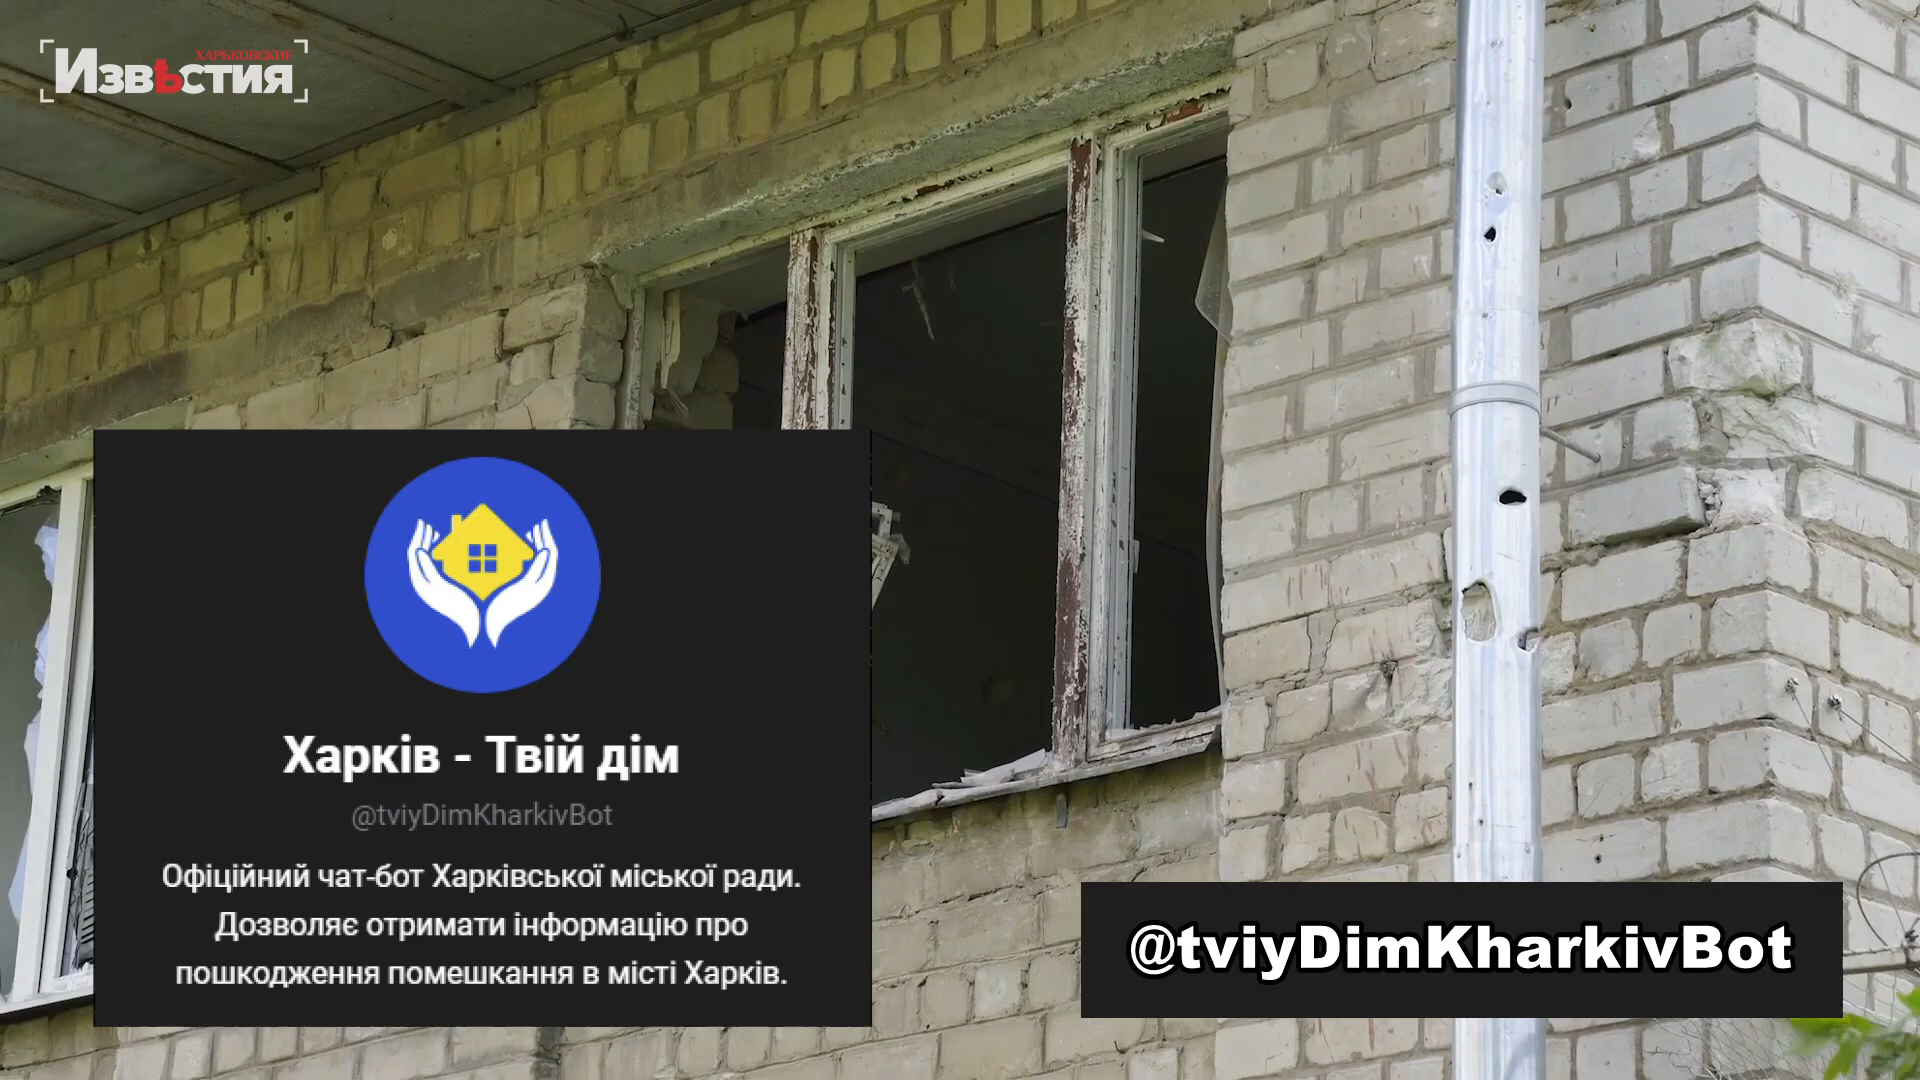 ХАРЬКОВСКИЕ
ИзвѣстиЯ
Харків - Твій дім
@tviyDimKharkivBot
Офіційний чат-бот Харківської міської ради.
Дозволяє отримати інформацію про
пошкодження помешкання в місті Харків.
@tviyDimKharkivBot